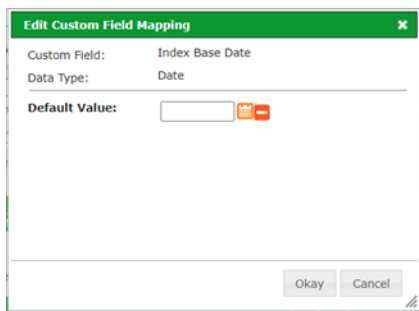 Edit Custom Field Mapping
Custom Field: Index Base Date
Data Type: Date
Default Value:
Okay Cancel